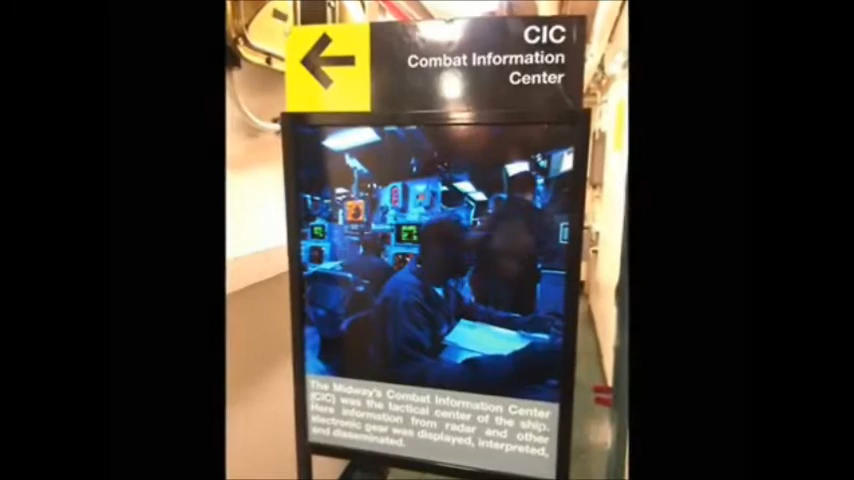 CIC
Combat Information
Center
The Midway's Combat Information Center
(CIC) was the tactical center of the ship.
Here information from radar and other
electronic gear was displayed, interpreted,
and disseminated.